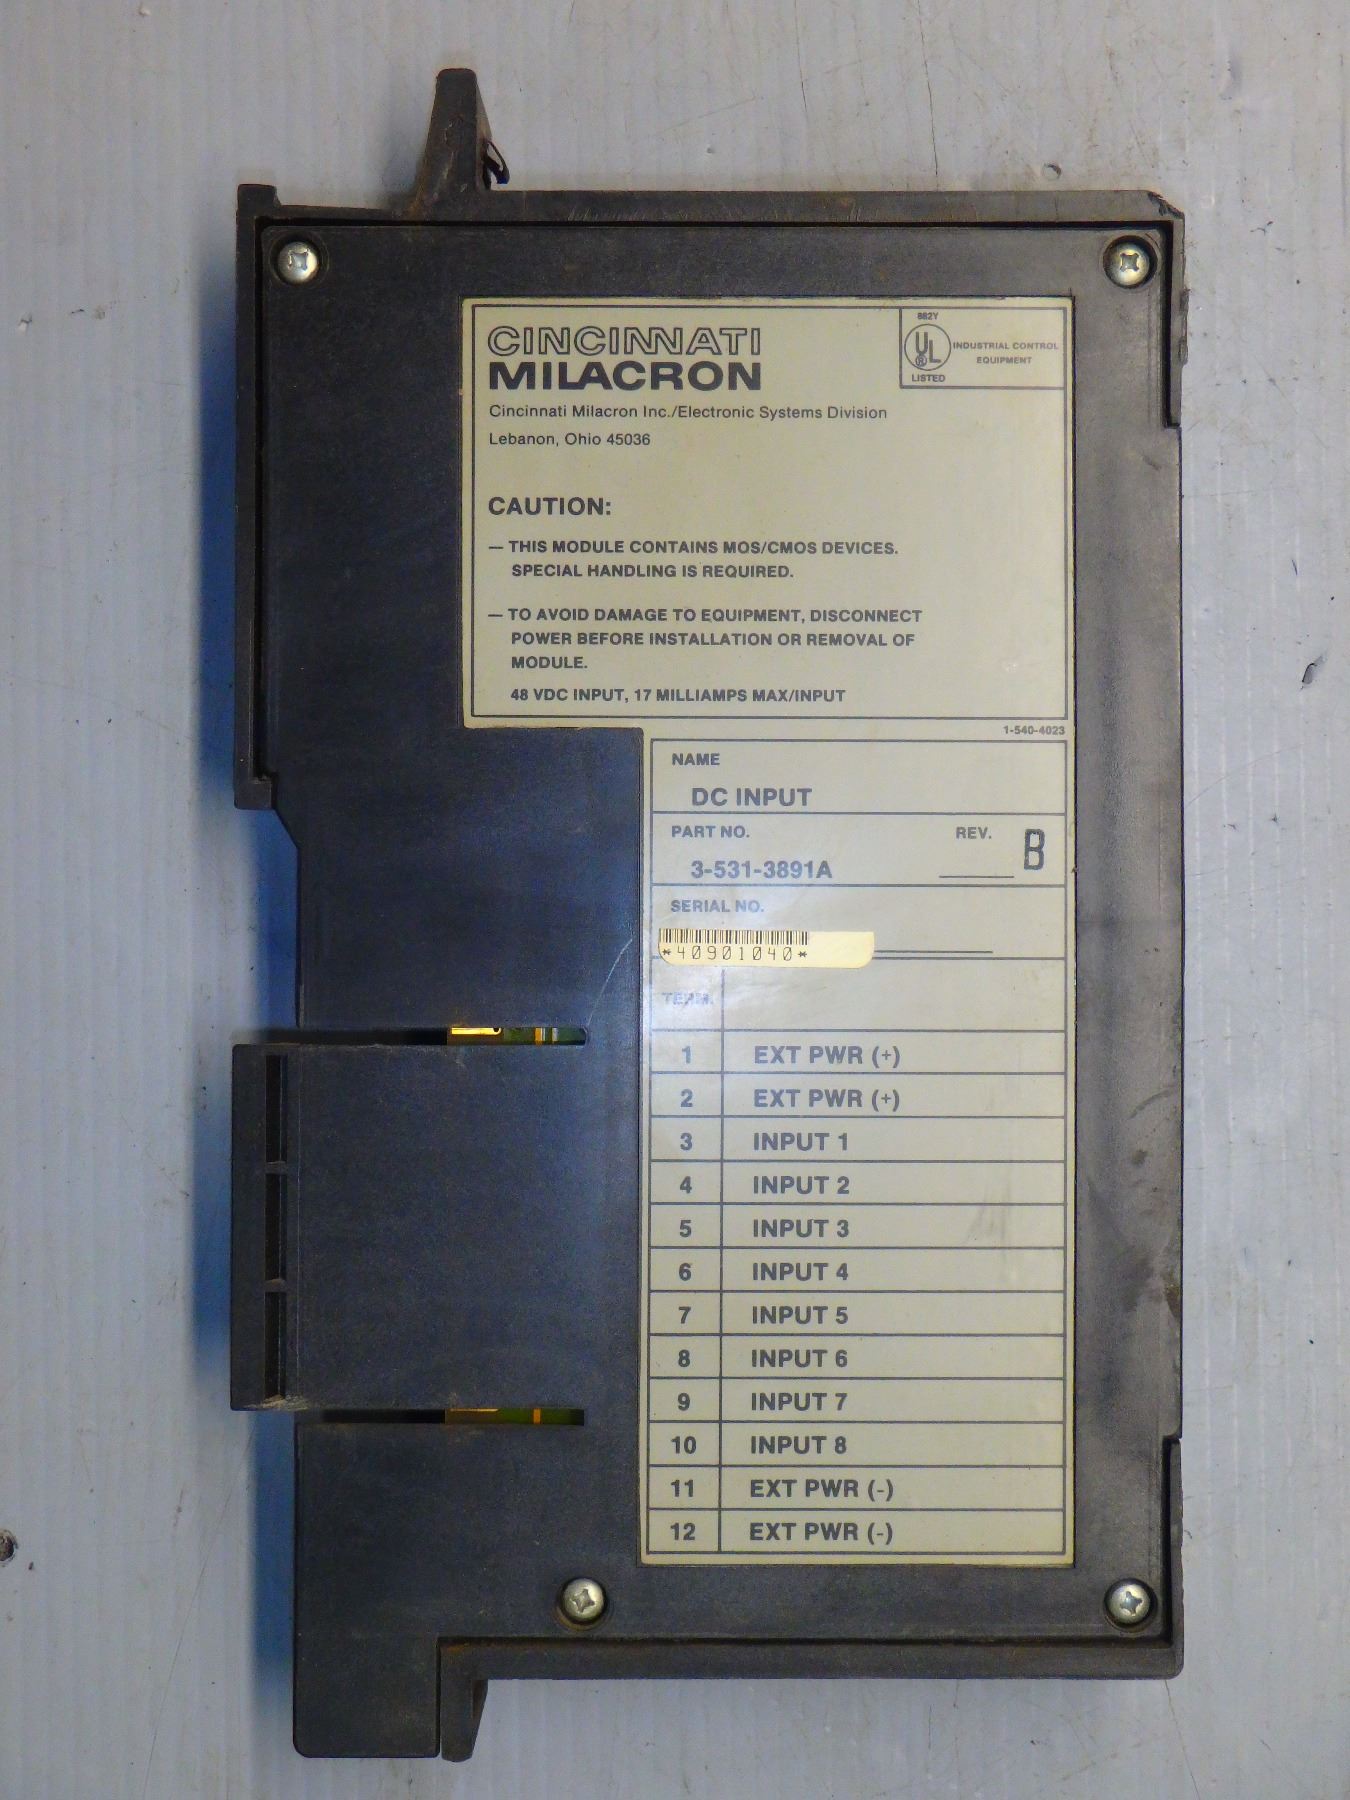 CINCINNATI
MILACRON
Cincinnati Milacron Inc./Electronic Systems Division
Lebanon, Ohio 45036
882Y
UL
®
LISTED
INDUSTRIAL CONTROL
EQUIPMENT
CAUTION:
— THIS MODULE CONTAINS MOS/CMOS DEVICES.
SPECIAL HANDLING IS REQUIRED.
— TO AVOID DAMAGE TO EQUIPMENT, DISCONNECT
POWER BEFORE INSTALLATION OR REMOVAL OF
MODULE.
48 VDC INPUT, 17 MILLIAMPS MAX/INPUT
1-540-4023
NAME
DC INPUT
PART NO. REV. B
3-531-3891A
SERIAL NO.
*40901040*
TERM.
1 EXT PWR (+)
2 EXT PWR (+)
3 INPUT 1
4 INPUT 2
5 INPUT 3
6 INPUT 4
7 INPUT 5
8 INPUT 6
9 INPUT 7
10 INPUT 8
11 EXT PWR (-)
12 EXT PWR (-)